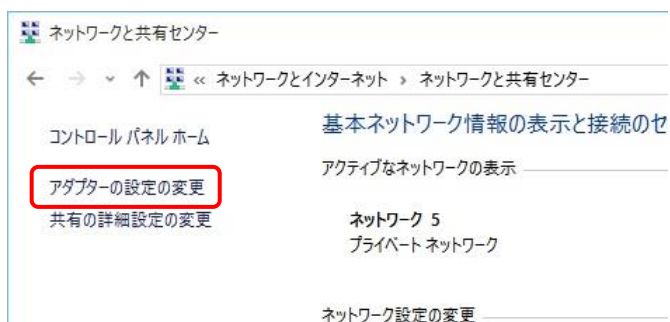 ネットワークと共有センター
« ネットワークとインターネット › ネットワークと共有センター
コントロール パネル ホーム
アダプターの設定の変更
共有の詳細設定の変更
基本ネットワーク情報の表示と接続のセ
アクティブなネットワークの表示
ネットワーク 5
プライベート ネットワーク
ネットワーク設定の変更